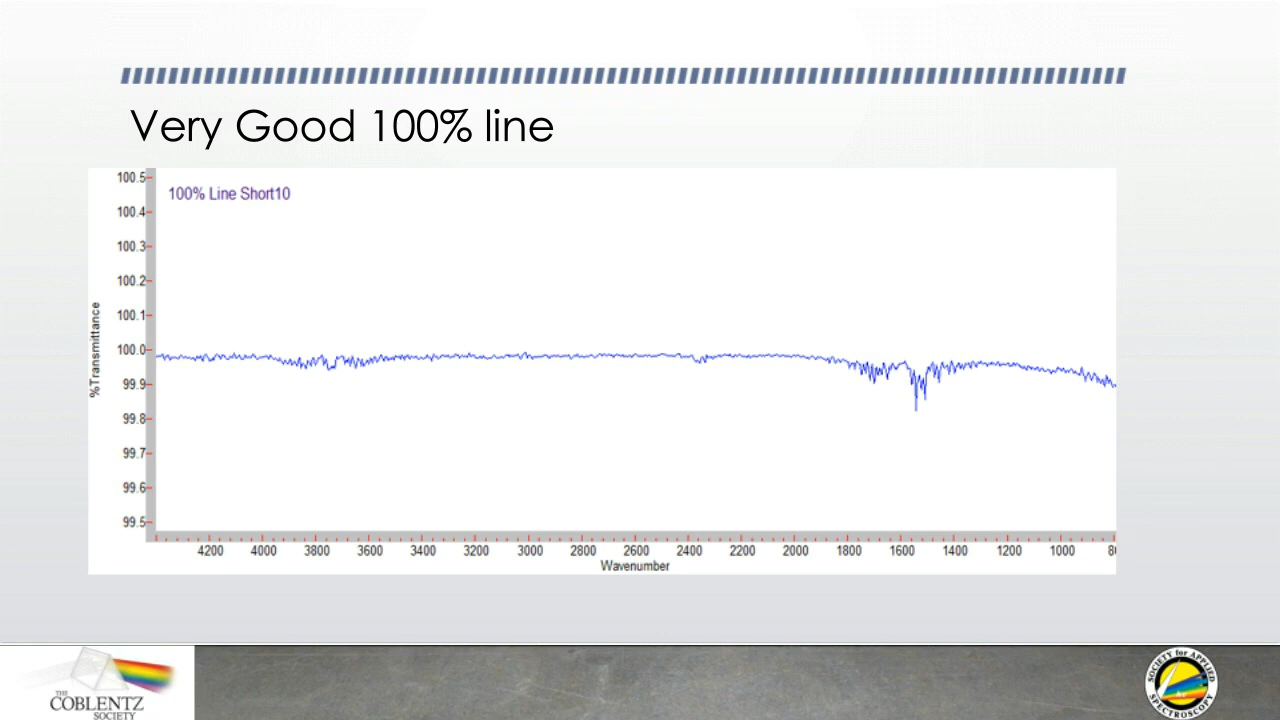 Very Good 100% line
100% Line Short10
100.5
100.4
100.3
100.2
100.1
100.0
99.9
99.8
99.7
99.6
99.5
%Transmittance
4200 4000 3800 3600 3400 3200 3000 2800 2600 2400 2200 2000 1800 1600 1400 1200 1000
Wavenumber
THE
COBLENTZ
SOCIETY
SOCIETY for APPLIED
SPECTROSCOPY